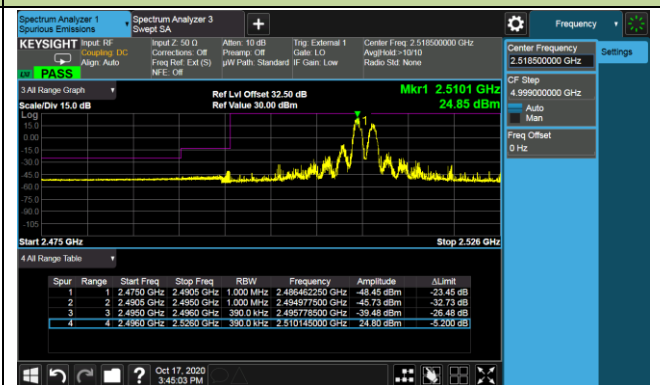 Spectrum Analyzer 1
Spurious Emissions
Spectrum Analyzer 3
Swept SA
Frequency
KEYSIGHT
Input: RF
Coupling: DC
Align: Auto
Input Z: 50 Ω
Corrections: Off
Freq Ref: Ext (S)
NFE: Off
Atten: 10 dB
Preamp: Off
µW Path: Standard
Trig: External 1
Gate: LO
IF Gain: Low
Center Freq: 2.518500000 GHz
Avg|Hold:>10/10
Radio Std: None
PASS
Center Frequency
2.518500000 GHz
Settings
CF Step
4.999000000 GHz
Auto
Man
Freq Offset
0 Hz
3 All Range Graph
Scale/Div 15.0 dB
Ref Lvl Offset 32.50 dB
Ref Value 30.00 dBm
Mkr1 2.5101 GHz
24.85 dBm
Log
15.0
0.00
-15.0
-30.0
-45.0
-60.0
-75.0
-90.0
-105
1
Start 2.475 GHz
Stop 2.526 GHz
4 All Range Table
Spur Range Start Freq Stop Freq RBW Frequency Amplitude ΔLimit
1 1 2.4750 GHz 2.4905 GHz 1.000 MHz 2.486462250 GHz -48.45 dBm -23.45 dB
2 2 2.4905 GHz 2.4950 GHz 1.000 MHz 2.494977500 GHz -45.73 dBm -32.73 dB
3 3 2.4950 GHz 2.4960 GHz 390.0 kHz 2.495778500 GHz -39.48 dBm -26.48 dB
4 4 2.4960 GHz 2.5260 GHz 390.0 kHz 2.510145000 GHz 24.80 dBm -5.200 dB
?
Oct 17, 2020
3:45:03 PM